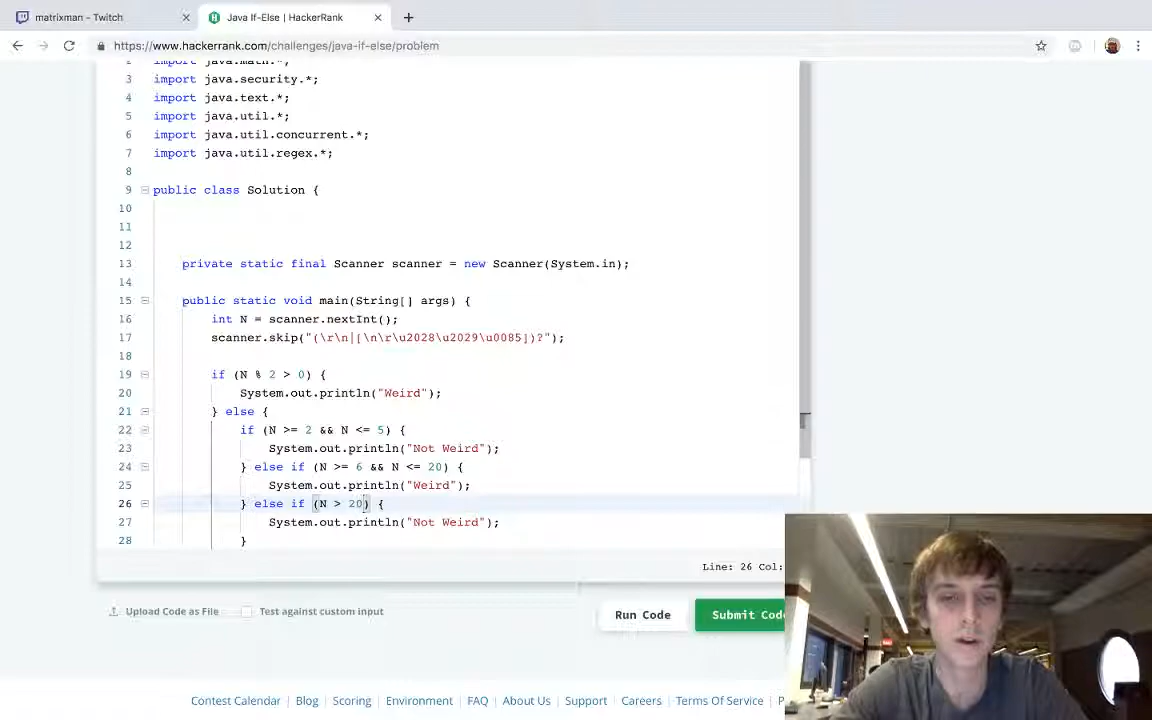 matrixman - Twitch
Java If-Else | HackerRank
https://www.hackerrank.com/challenges/java-if-else/problem
2 import java.math.*;
3 import java.security.*;
4 import java.text.*;
5 import java.util.*;
6 import java.util.concurrent.*;
7 import java.util.regex.*;
8
9 public class Solution {
10
11
12
13 private static final Scanner scanner = new Scanner(System.in);
14
15 public static void main(String[] args) {
16 int N = scanner.nextInt();
17 scanner.skip("(\r\n|[\n\r\u2028\u2029\u0085])?");
18
19 if (N % 2 > 0) {
20 System.out.println("Weird");
21 } else {
22 if (N >= 2 && N <= 5) {
23 System.out.println("Not Weird");
24 } else if (N >= 6 && N <= 20) {
25 System.out.println("Weird");
26 } else if (N > 20) {
27 System.out.println("Not Weird");
28 }
Line: 26 Col:
Upload Code as File
Test against custom input
Run Code
Submit Cod
Contest Calendar | Blog | Scoring | Environment | FAQ | About Us | Support | Careers | Terms Of Service | P